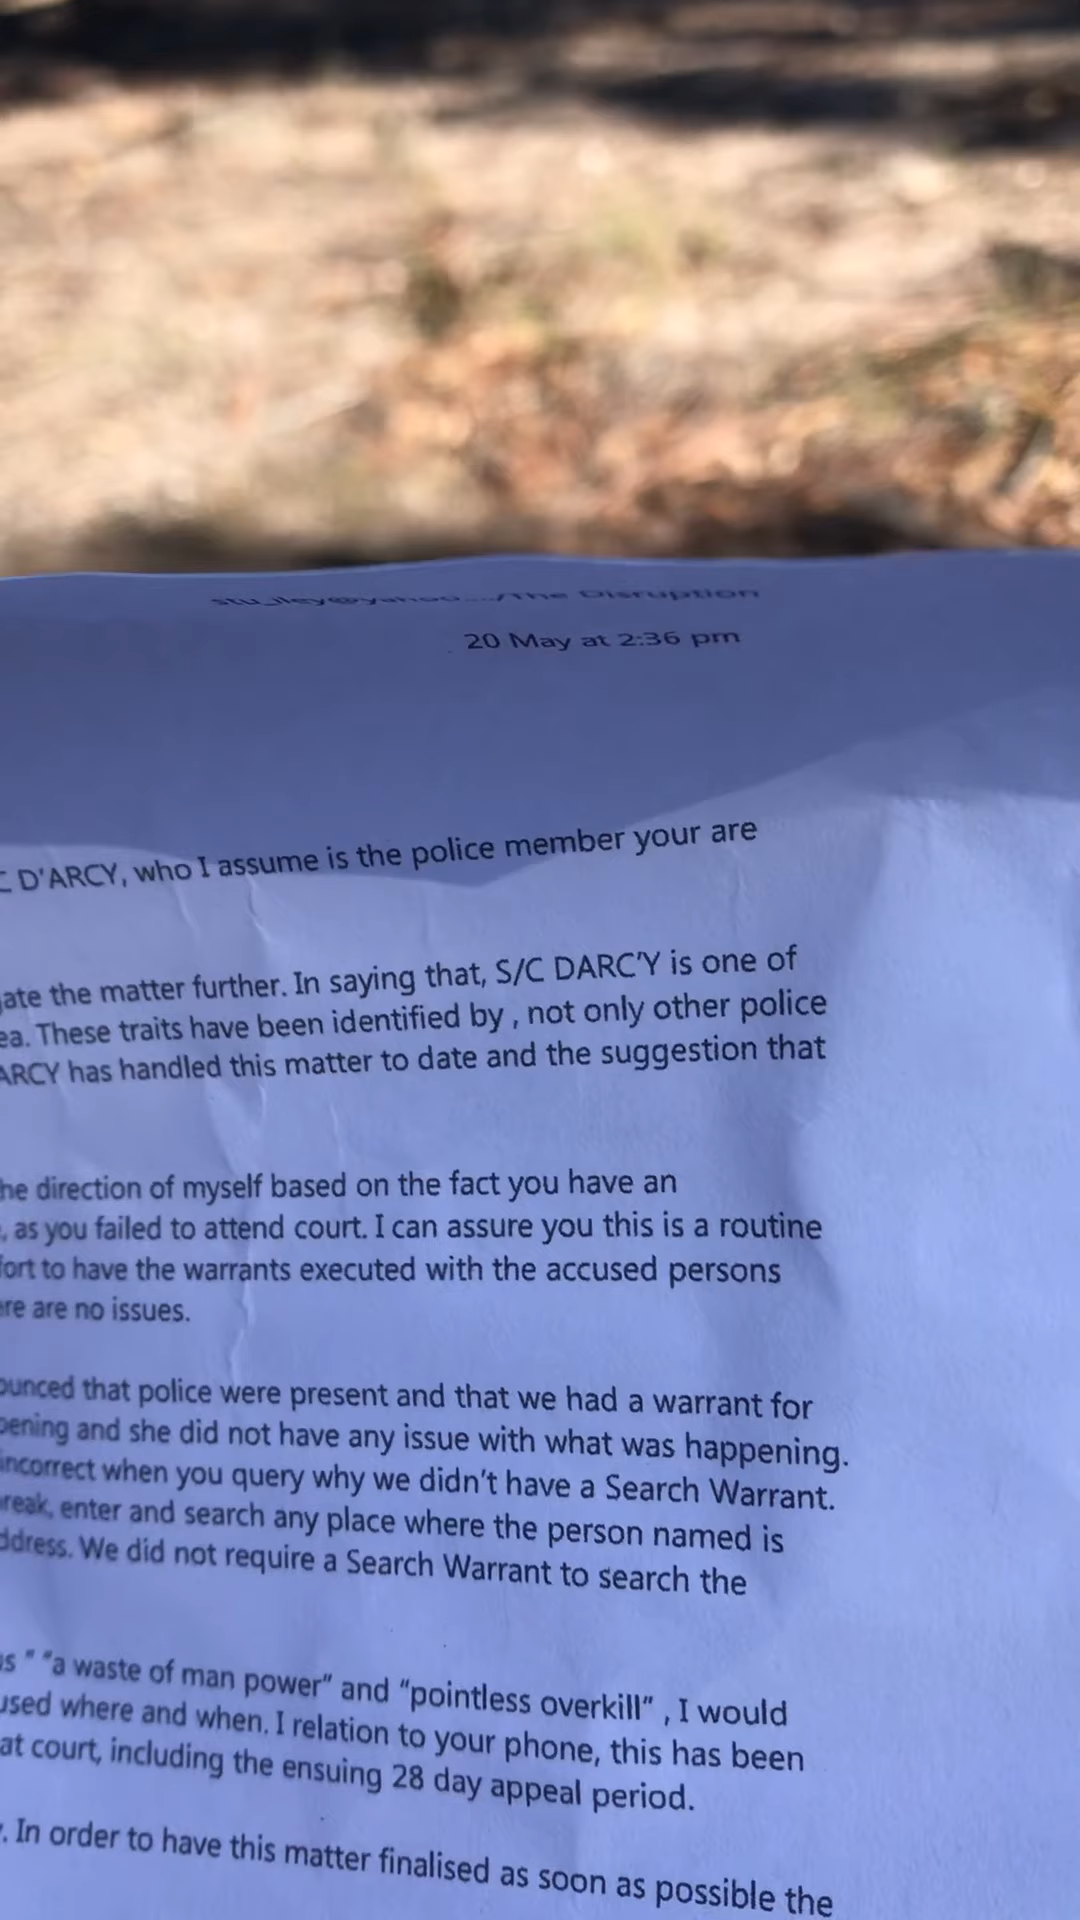 stu_iley@yahoo..../The Disruption
20 May at 2:36 pm
C D'ARCY, who I assume is the police member your are
gate the matter further. In saying that, S/C DARC'Y is one of
ea. These traits have been identified by , not only other police
ARCY has handled this matter to date and the suggestion that
he direction of myself based on the fact you have an
, as you failed to attend court. I can assure you this is a routine
fort to have the warrants executed with the accused persons
ere are no issues.
ounced that police were present and that we had a warrant for
pening and she did not have any issue with what was happening.
incorrect when you query why we didn't have a Search Warrant.
reak, enter and search any place where the person named is
ddress. We did not require a Search Warrant to search the
us " "a waste of man power" and "pointless overkill" , I would
used where and when. I relation to your phone, this has been
at court, including the ensuing 28 day appeal period.
. In order to have this matter finalised as soon as possible the